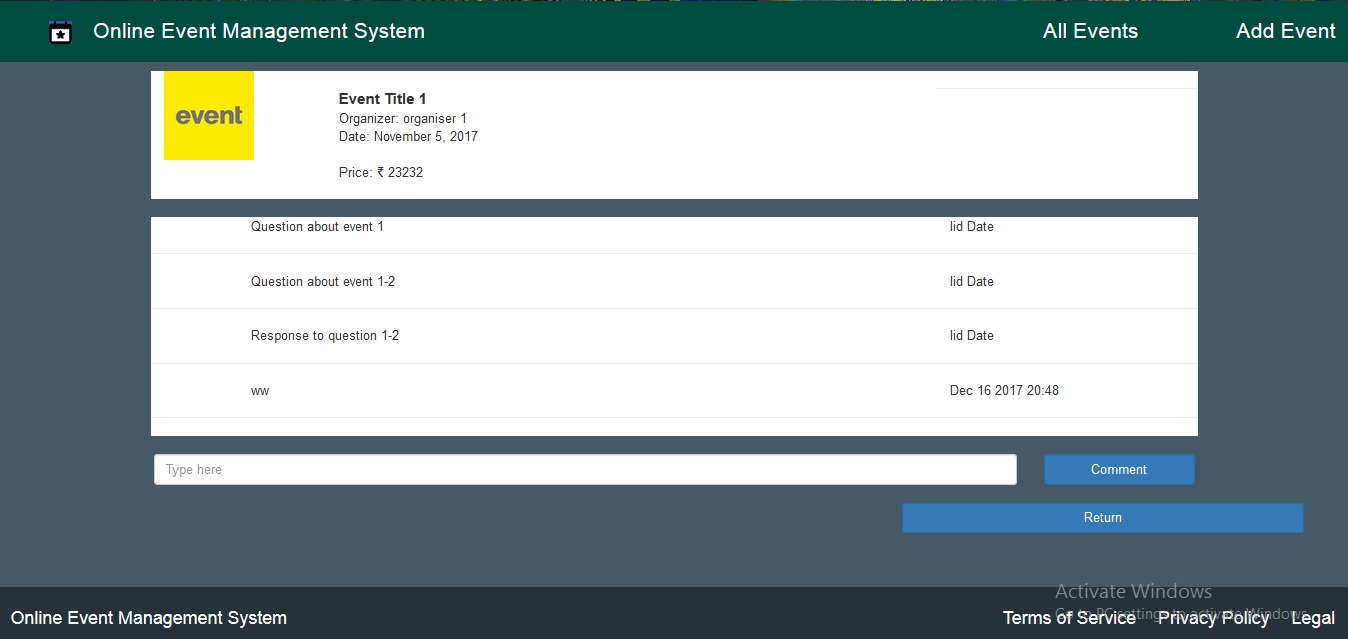 Online Event Management System
All Events
Add Event
event
Event Title 1
Organizer: organiser 1
Date: November 5, 2017
Price: ₹ 23232
Question about event 1
lid Date
Question about event 1-2
lid Date
Response to question 1-2
lid Date
ww
Dec 16 2017 20:48
Type here
Comment
Return
Activate Windows
Go to PC settings to activate Windows.
Online Event Management System
Terms of Service
Privacy Policy
Legal